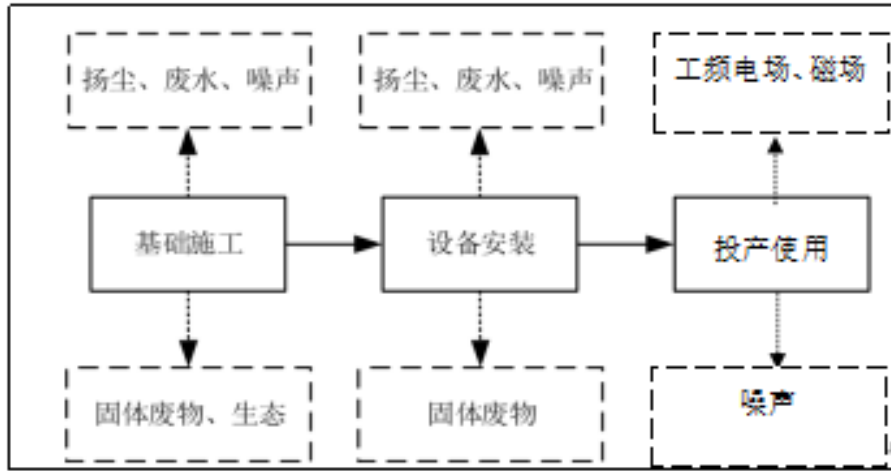 扬尘、废水、噪声
扬尘、废水、噪声
工频电场、磁场
基础施工
设备安装
投产使用
固体废物、生态
固体废物
噪声